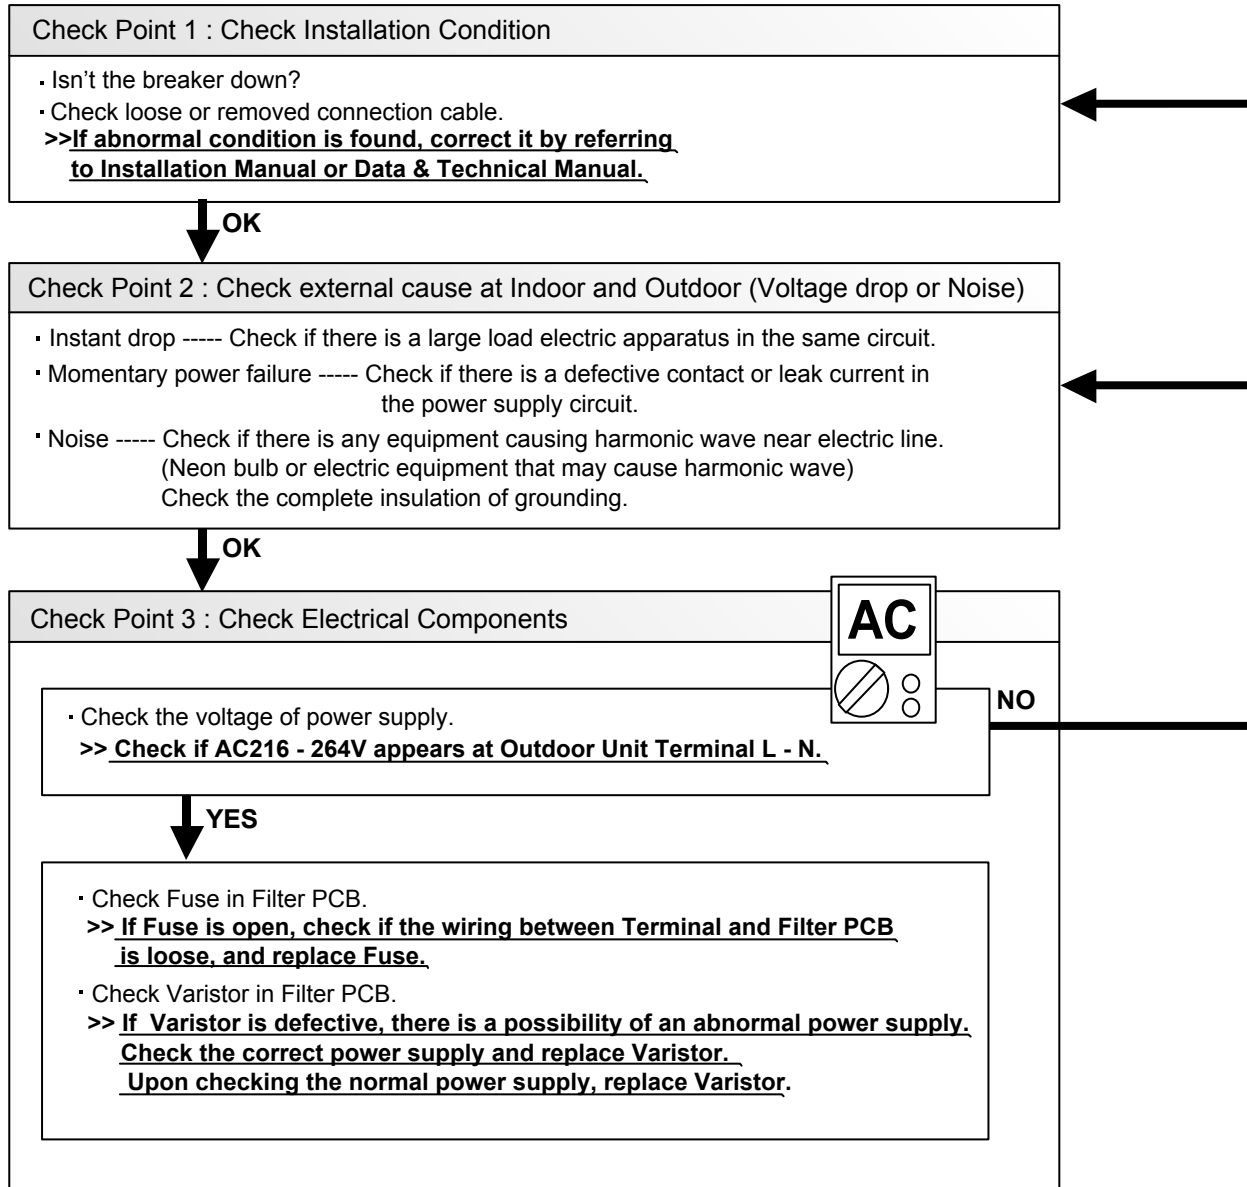 Check Point 1 : Check Installation Condition
· Isn’t the breaker down?
· Check loose or removed connection cable.
>>If abnormal condition is found, correct it by referring
to Installation Manual or Data & Technical Manual.
OK
Check Point 2 : Check external cause at Indoor and Outdoor (Voltage drop or Noise)
· Instant drop ----- Check if there is a large load electric apparatus in the same circuit.
· Momentary power failure ----- Check if there is a defective contact or leak current in
the power supply circuit.
· Noise ----- Check if there is any equipment causing harmonic wave near electric line.
(Neon bulb or electric equipment that may cause harmonic wave)
Check the complete insulation of grounding.
OK
Check Point 3 : Check Electrical Components
AC
· Check the voltage of power supply.
>> Check if AC216 - 264V appears at Outdoor Unit Terminal L - N.
NO
YES
· Check Fuse in Filter PCB.
>> If Fuse is open, check if the wiring between Terminal and Filter PCB
is loose, and replace Fuse.
· Check Varistor in Filter PCB.
>> If Varistor is defective, there is a possibility of an abnormal power supply.
Check the correct power supply and replace Varistor.
Upon checking the normal power supply, replace Varistor.